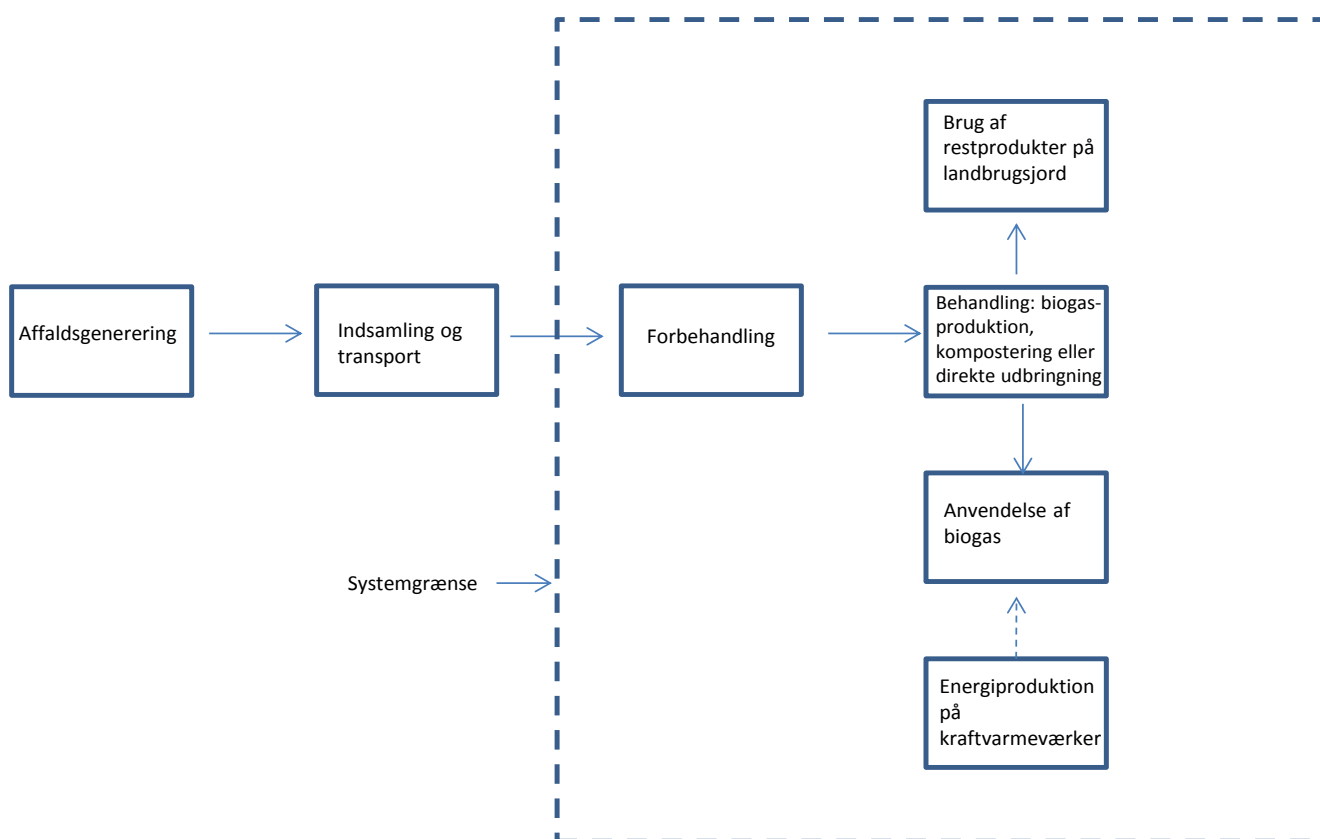 Brug af
restprodukter på
landbrugsjord
Affaldsgenerering
Indsamling og
transport
Forbehandling
Behandling: biogas-
produktion,
kompostering eller
direkte udbringning
Anvendelse af
biogas
Systemgrænse
Energiproduktion
på
kraftvarmeværker